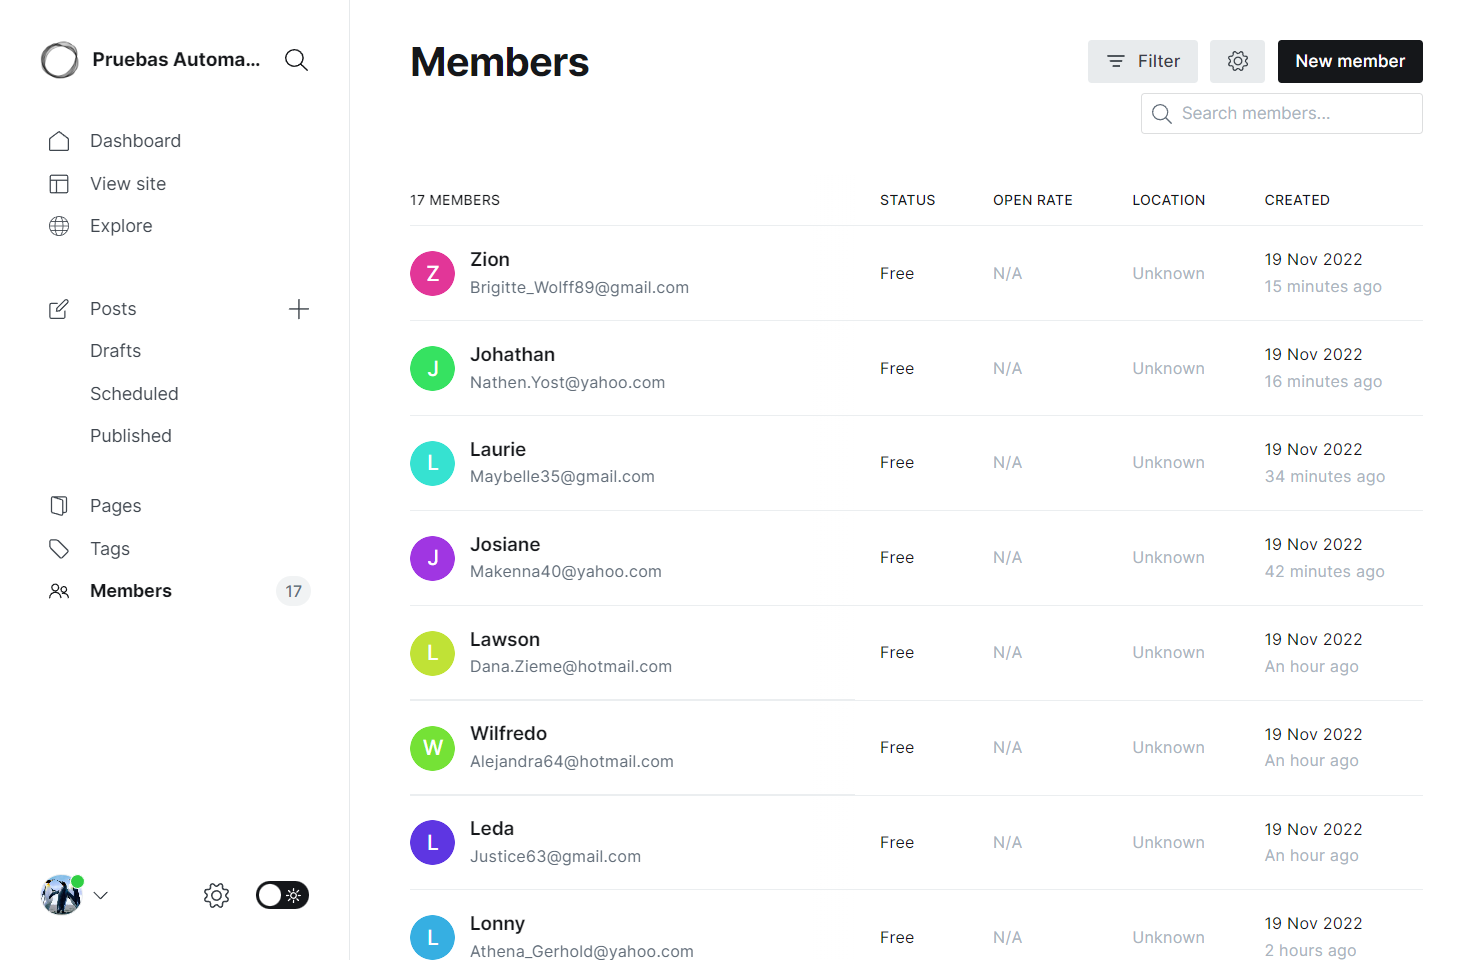 Pruebas Automa...
Dashboard
View site
Explore
Posts
Drafts
Scheduled
Published
Pages
Tags
Members 17
Members
Filter
New member
Search members...
17 MEMBERS STATUS OPEN RATE LOCATION CREATED
Z Zion Brigitte_Wolff89@gmail.com Free N/A Unknown 19 Nov 2022 15 minutes ago
J Johathan Nathen.Yost@yahoo.com Free N/A Unknown 19 Nov 2022 16 minutes ago
L Laurie Maybelle35@gmail.com Free N/A Unknown 19 Nov 2022 34 minutes ago
J Josiane Makenna40@yahoo.com Free N/A Unknown 19 Nov 2022 42 minutes ago
L Lawson Dana.Zieme@hotmail.com Free N/A Unknown 19 Nov 2022 An hour ago
W Wilfredo Alejandra64@hotmail.com Free N/A Unknown 19 Nov 2022 An hour ago
L Leda Justice63@gmail.com Free N/A Unknown 19 Nov 2022 An hour ago
L Lonny Athena_Gerhold@yahoo.com Free N/A Unknown 19 Nov 2022 2 hours ago